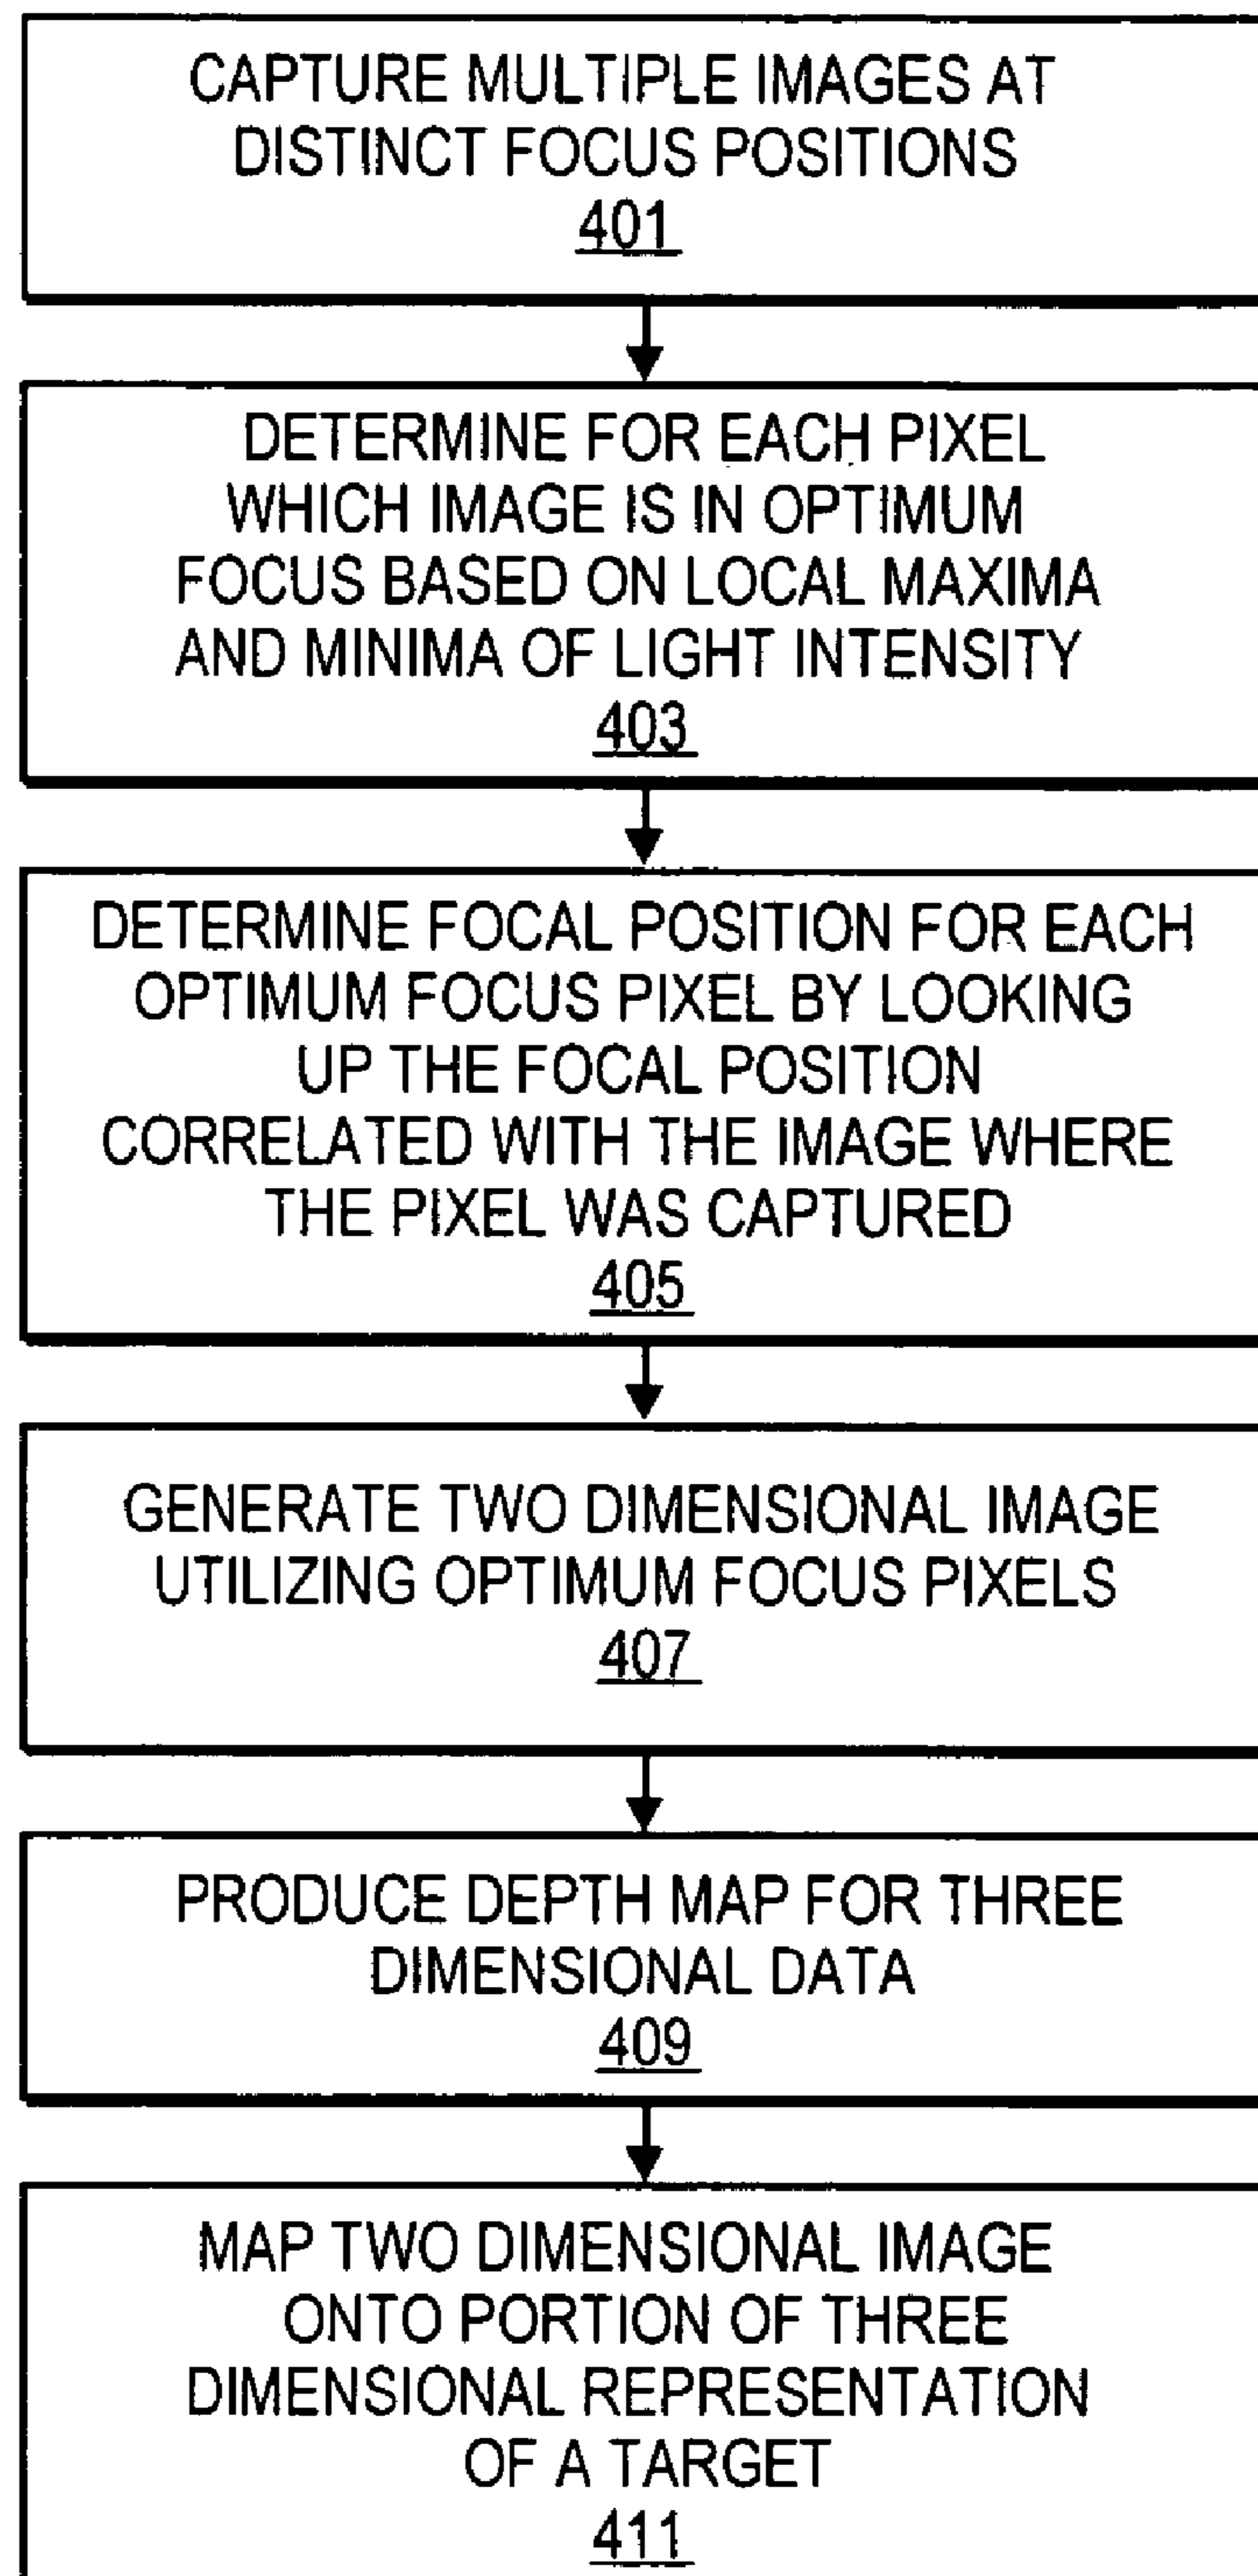 CAPTURE MULTIPLE IMAGES AT
DISTINCT FOCUS POSITIONS
401
DETERMINE FOR EACH PIXEL
WHICH IMAGE IS IN OPTIMUM
FOCUS BASED ON LOCAL MAXIMA
AND MINIMA OF LIGHT INTENSITY
403
DETERMINE FOCAL POSITION FOR EACH
OPTIMUM FOCUS PIXEL BY LOOKING
UP THE FOCAL POSITION
CORRELATED WITH THE IMAGE WHERE
THE PIXEL WAS CAPTURED
405
GENERATE TWO DIMENSIONAL IMAGE
UTILIZING OPTIMUM FOCUS PIXELS
407
PRODUCE DEPTH MAP FOR THREE
DIMENSIONAL DATA
409
MAP TWO DIMENSIONAL IMAGE
ONTO PORTION OF THREE
DIMENSIONAL REPRESENTATION
OF A TARGET
411